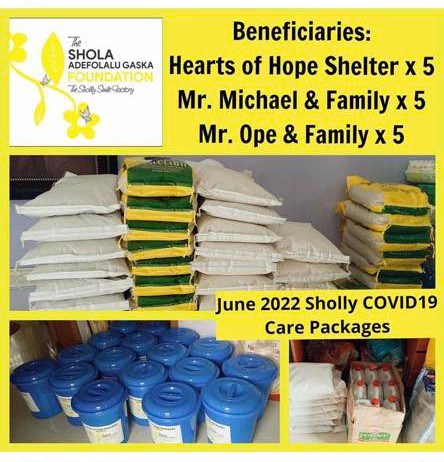 The
SHOLA
ADEFOLALU GASKA
FOUNDATION
The Sholly Smile Factory
Beneficiaries:
Hearts of Hope Shelter x 5
Mr. Michael & Family x 5
Mr. Ope & Family x 5
June 2022 Sholly COVID19
Care Packages